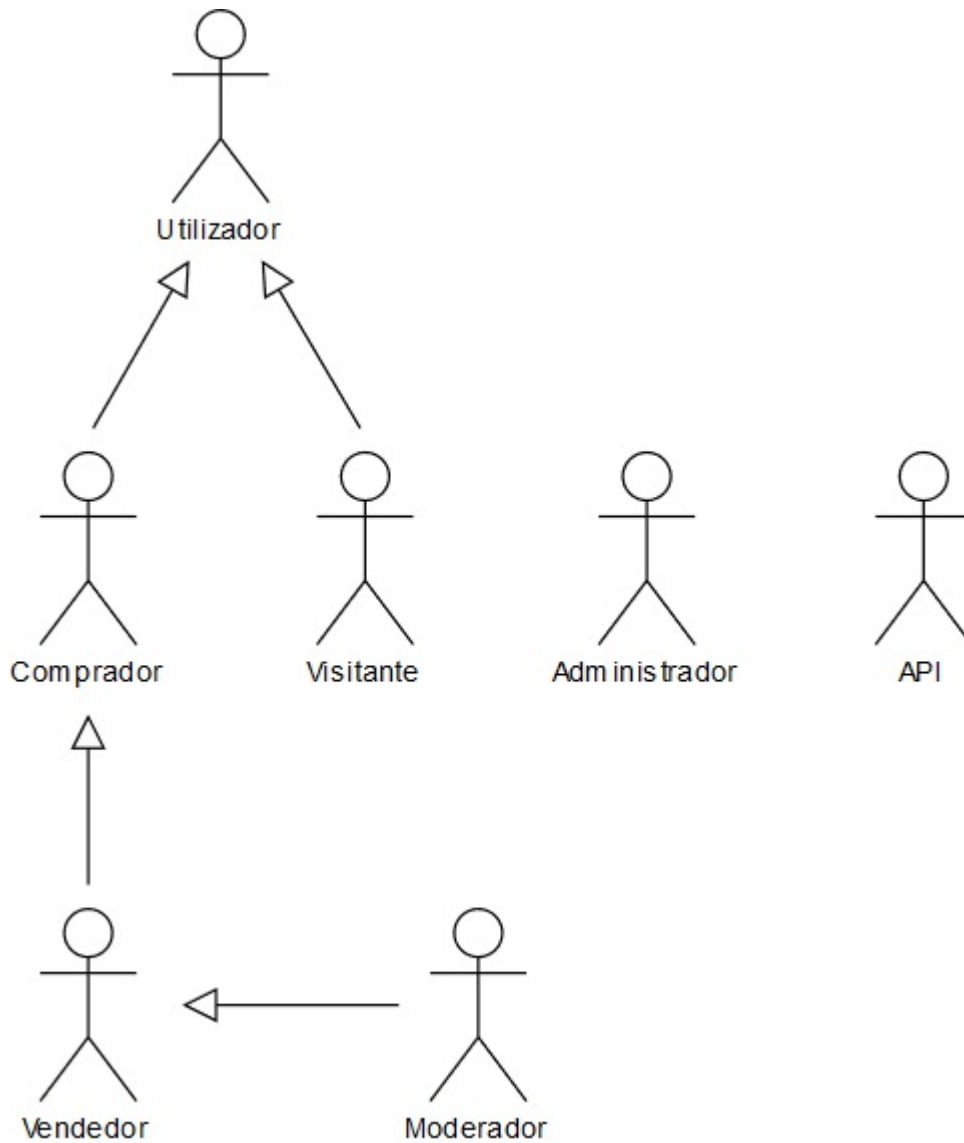 Utilizador
Comprador
Visitante
Administrador
API
Vendedor
Moderador